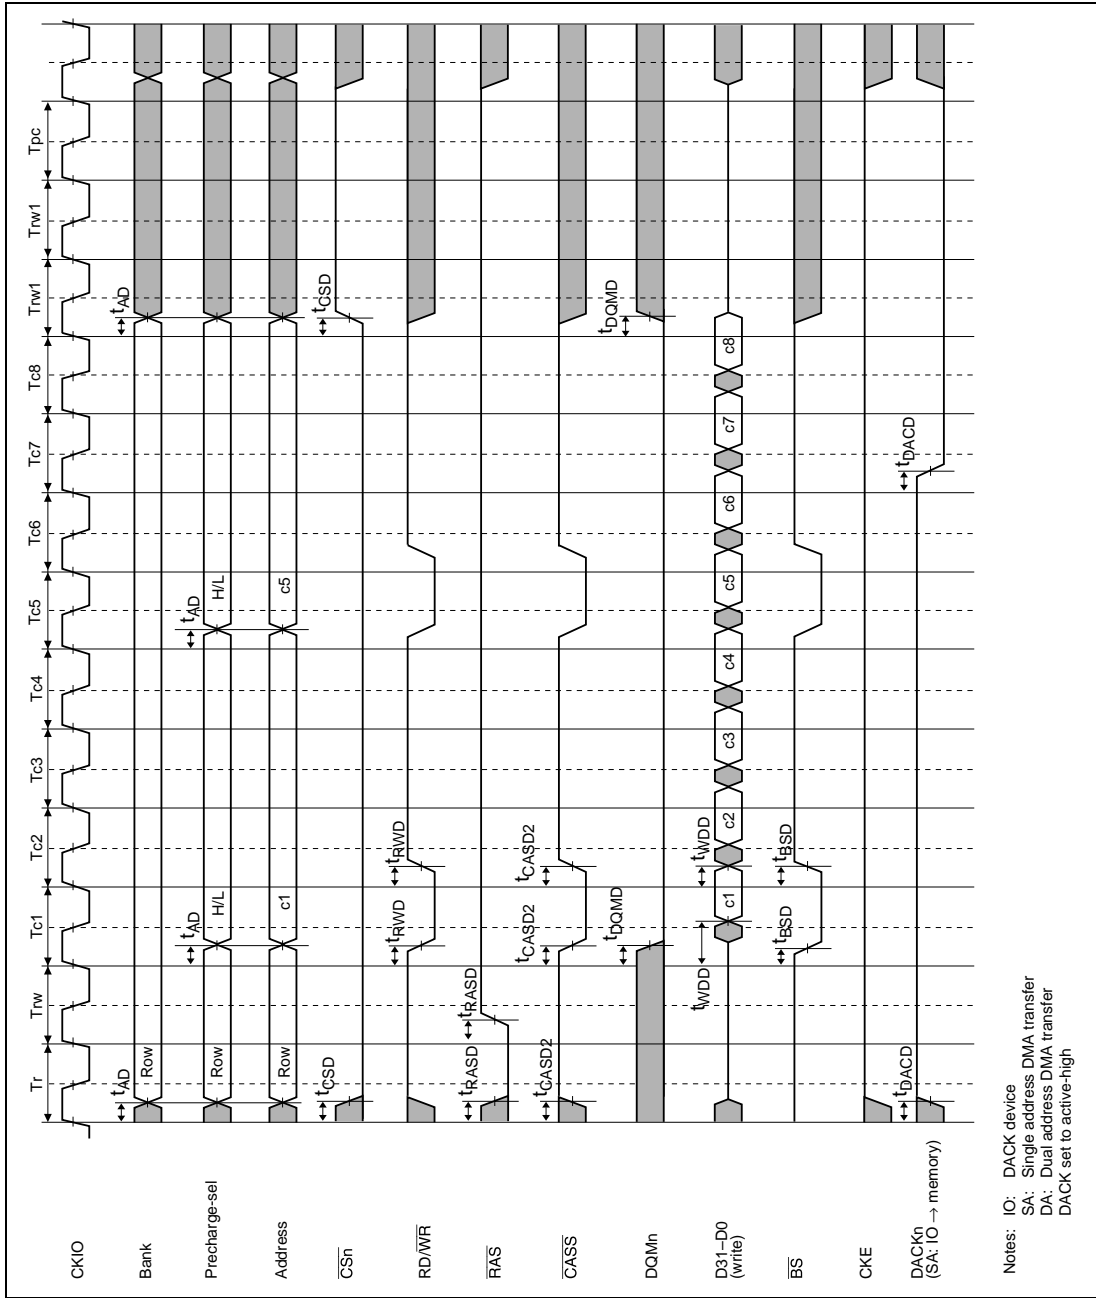 Tr Trw Tc1 Tc2 Tc3 Tc4 Tc5 Tc6 Tc7 Tc8 Trw1 Trw1 Tpc
CKIO
tAD tAD
Bank Row
tAD tAD
Precharge-sel Row H/L H/L
Address Row c1 c5
tCSD tCSD
CSn
tRWD tRWD
RD/WR
tRASD tRASD
RAS
tCASD2 tCASD2 tCASD2
CASS
tDQMD tDQMD
DQMn
tWDD tWDD
D31–D0
(write)
c1 c2 c3 c4 c5 c6 c7 c8
tBSD tBSD
BS
CKE
tDACD tDACD
DACKn
(SA: IO → memory)
Notes: IO: DACK device
SA: Single address DMA transfer
DA: Dual address DMA transfer
DACK set to active-high